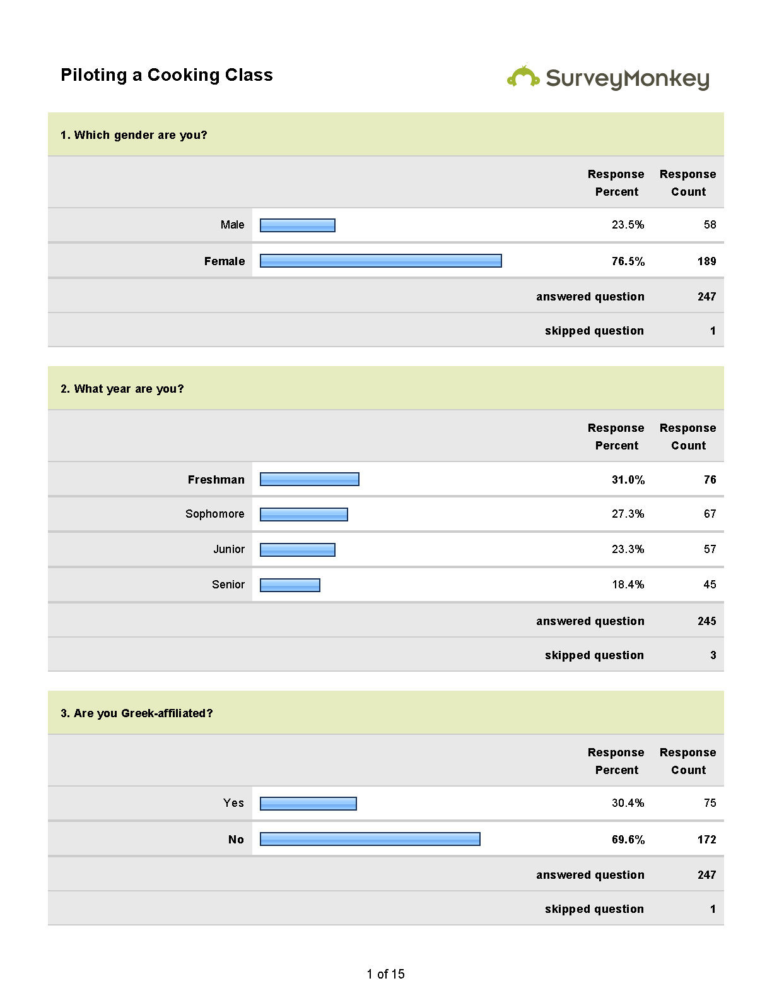 Piloting a Cooking Class
SurveyMonkey
1. Which gender are you?
Response Percent Response Count
Male 23.5% 58
Female 76.5% 189
answered question 247
skipped question 1
2. What year are you?
Response Percent Response Count
Freshman 31.0% 76
Sophomore 27.3% 67
Junior 23.3% 57
Senior 18.4% 45
answered question 245
skipped question 3
3. Are you Greek-affiliated?
Response Percent Response Count
Yes 30.4% 75
No 69.6% 172
answered question 247
skipped question 1
1 of 15